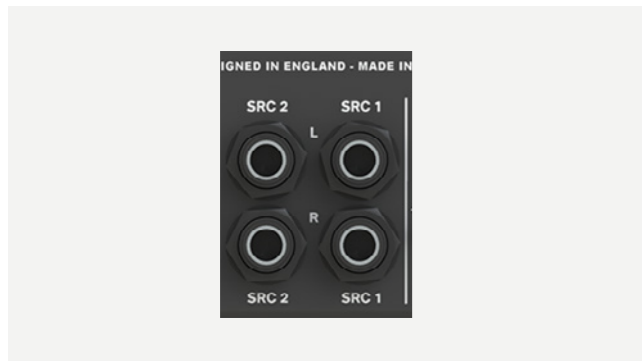 IGNED IN ENGLAND - MADE IN
SRC 2 SRC 1
L
R
SRC 2 SRC 1